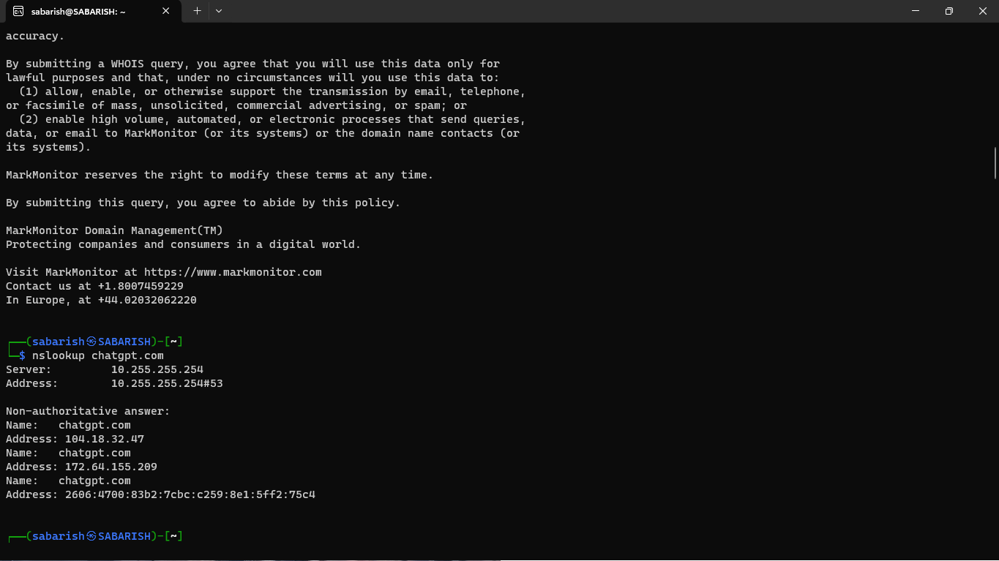 sabarish@SABARISH: ~
accuracy.
By submitting a WHOIS query, you agree that you will use this data only for
lawful purposes and that, under no circumstances will you use this data to:
  (1) allow, enable, or otherwise support the transmission by email, telephone,
or facsimile of mass, unsolicited, commercial advertising, or spam; or
  (2) enable high volume, automated, or electronic processes that send queries,
data, or email to MarkMonitor (or its systems) or the domain name contacts (or
its systems).
MarkMonitor reserves the right to modify these terms at any time.
By submitting this query, you agree to abide by this policy.
MarkMonitor Domain Management(TM)
Protecting companies and consumers in a digital world.
Visit MarkMonitor at https://www.markmonitor.com
Contact us at +1.8007459229
In Europe, at +44.02032062220
┌──(sabarish㉿SABARISH)-[~]
└─$ nslookup chatgpt.com
Server:         10.255.255.254
Address:        10.255.255.254#53
Non-authoritative answer:
Name:   chatgpt.com
Address: 104.18.32.47
Name:   chatgpt.com
Address: 172.64.155.209
Name:   chatgpt.com
Address: 2606:4700:83b2:7cbc:c259:8e1:5ff2:75c4
┌──(sabarish㉿SABARISH)-[~]